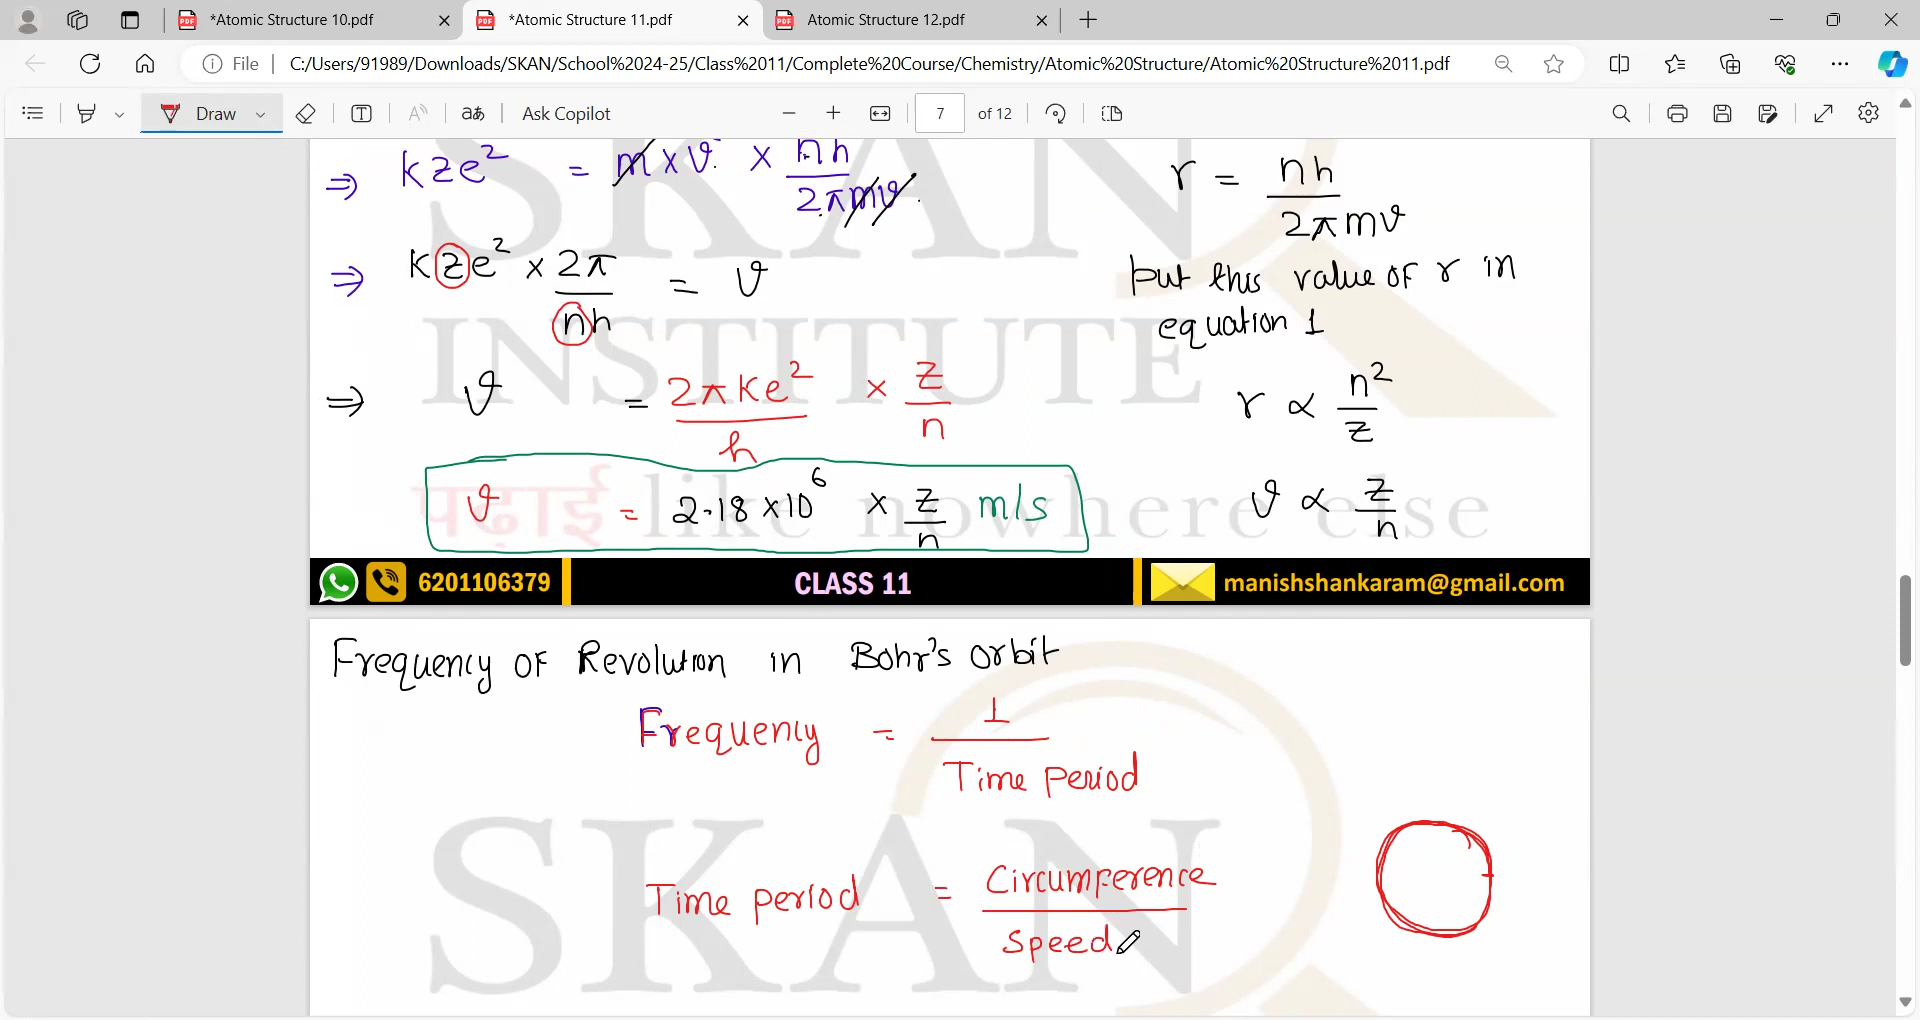 *Atomic Structure 10.pdf
*Atomic Structure 11.pdf
Atomic Structure 12.pdf
File
C:/Users/91989/Downloads/SKAN/School%2024-25/Class%2011/Complete%20Course/Chemistry/Atomic%20Structure/Atomic%20Structure%2011.pdf
Draw
aあ
Ask Copilot
7 of 12
⇒ kze² = m×v × nh/2πmv
r = nh/2πmv
⇒ kze² × 2π/nh = v
put this value of r in
equation 1
⇒ v = 2πke²/h × z/n
r ∝ n²/z
v = 2.18 ×10⁶ × z/n m/s
v ∝ z/n
SKAN
INSTITUTE
पढ़ाई like nowhere else
6201106379
CLASS 11
manishshankaram@gmail.com
Frequency of Revolution in Bohr's orbit
Frequency = 1/Time period
Time period = Circumference/Speed
SKAN